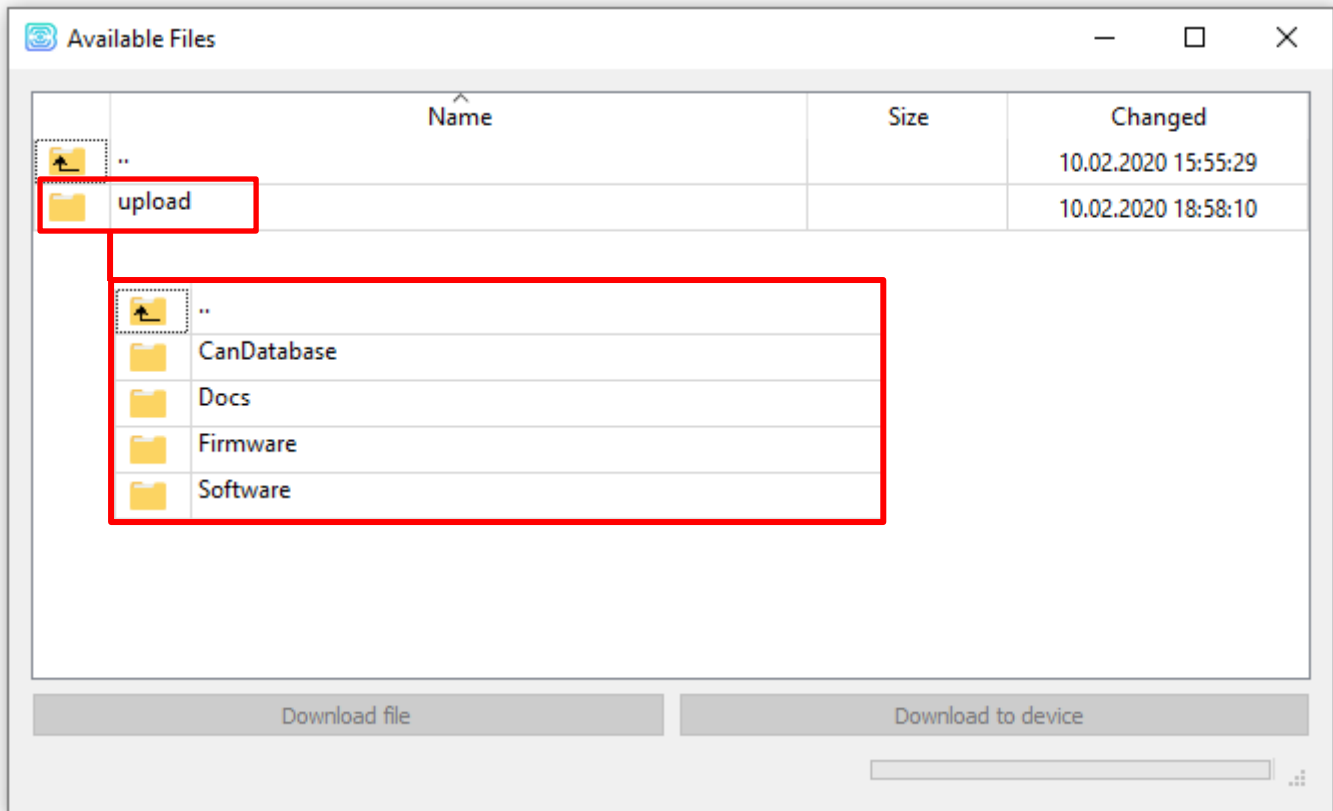 Available Files
Name Size Changed
.. 10.02.2020 15:55:29
upload 10.02.2020 18:58:10
..
CanDatabase
Docs
Firmware
Software
Download file Download to device